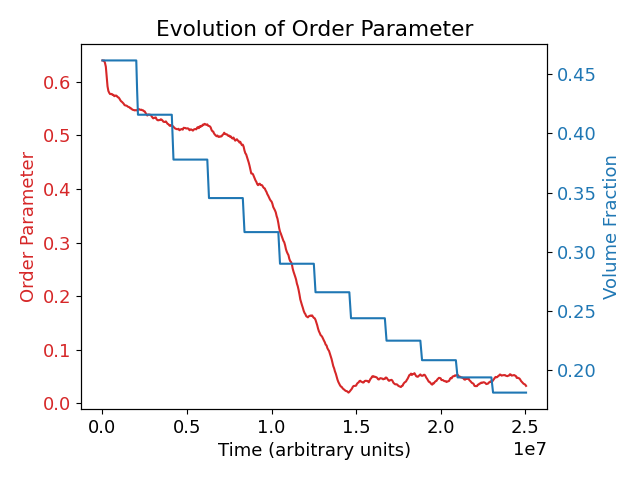 Evolution of Order Parameter
0.6
0.5
0.4
0.3
0.2
0.1
0.0
Order Parameter
0.45
0.40
0.35
0.30
0.25
0.20
Volume Fraction
0.0 0.5 1.0 1.5 2.0 2.5
1e7
Time (arbitrary units)